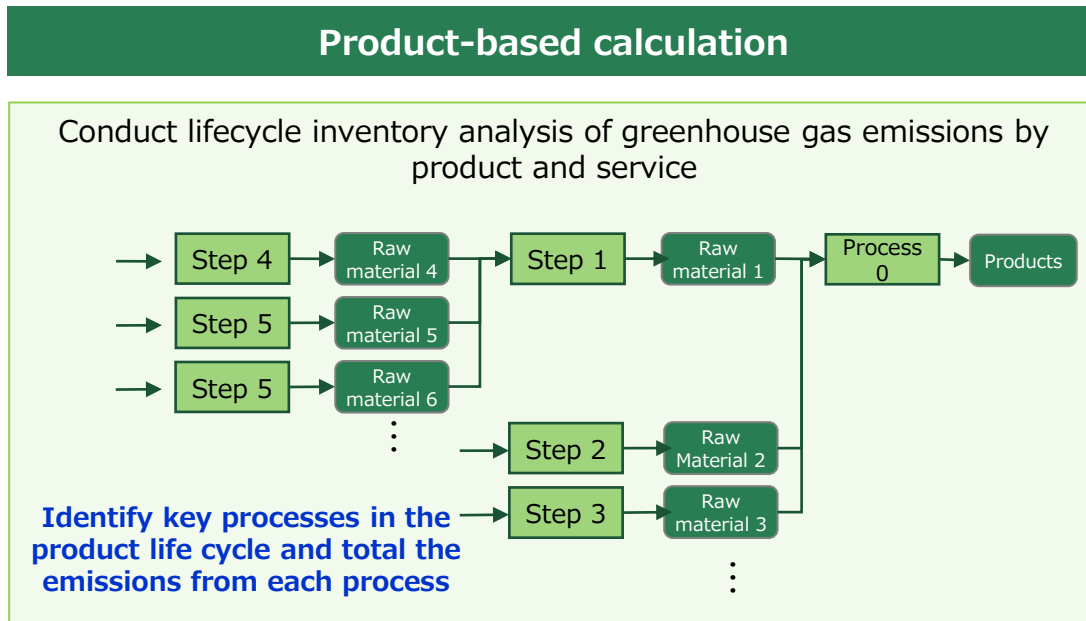 Product-based calculation
Conduct lifecycle inventory analysis of greenhouse gas emissions by
product and service
Step 4
Raw
material 4
Step 1
Raw
material 1
Process
0
Products
Step 5
Raw
material 5
Step 5
Raw
material 6
⋮
Step 2
Raw
Material 2
Step 3
Raw
material 3
⋮
Identify key processes in the
product life cycle and total the
emissions from each process